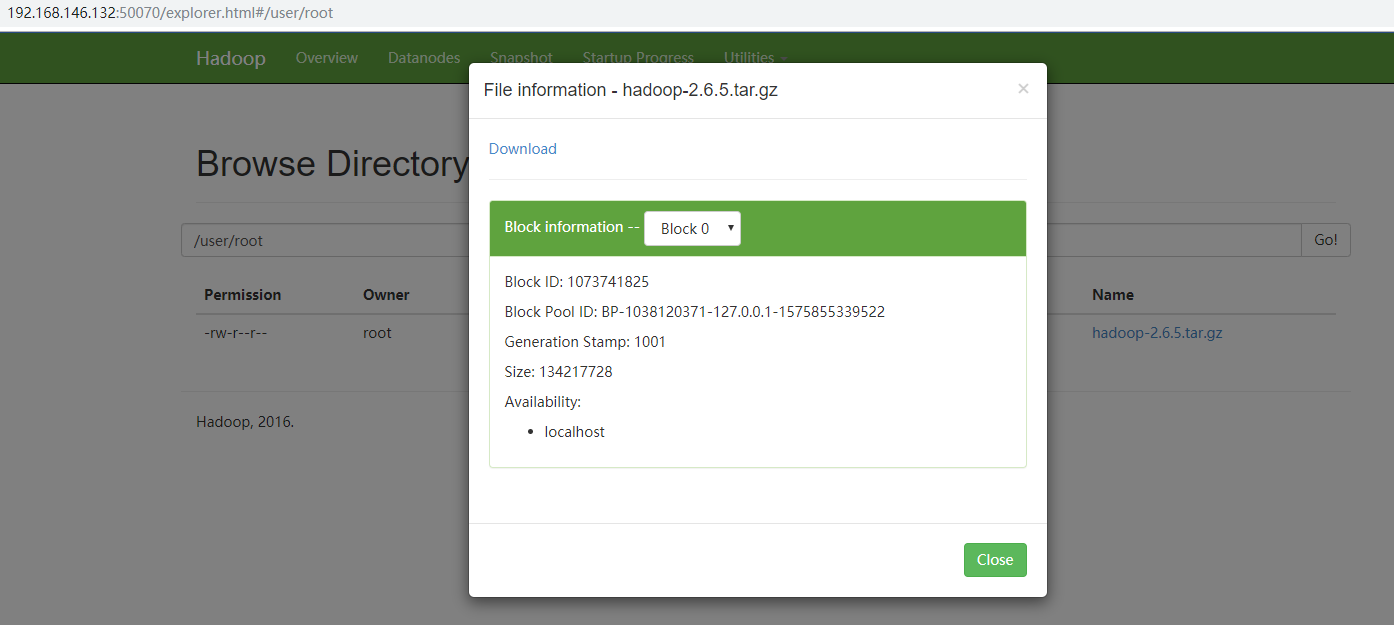 192.168.146.132:50070/explorer.html#/user/root
Hadoop Overview Datanodes Snapshot Startup Progress Utilities
File information - hadoop-2.6.5.tar.gz ×
Download
Browse Directory
Block information -- Block 0
/user/root Go!
Block ID: 1073741825
Permission Owner Name
Block Pool ID: BP-1038120371-127.0.0.1-1575855339522
-rw-r--r-- root hadoop-2.6.5.tar.gz
Generation Stamp: 1001
Size: 134217728
Availability:
• localhost
Hadoop, 2016.
Close